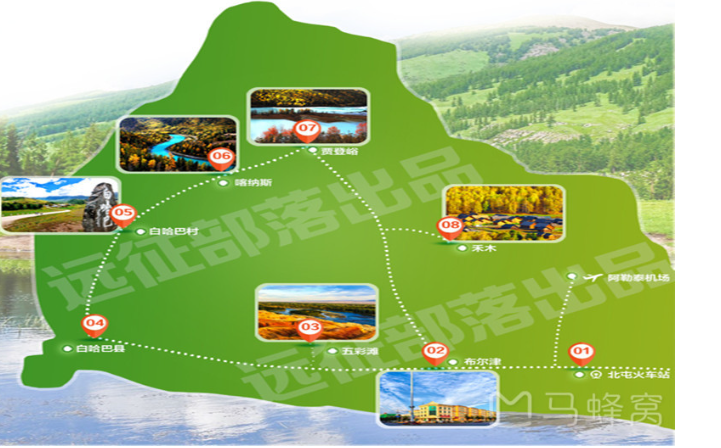 07
贾登峪
06
喀纳斯
05
白哈巴村
08
禾木
阿勒泰机场
04
白哈巴县
03
五彩滩
02
布尔津
01
北屯火车站
远征部落出品
远征部落出品
马蜂窝